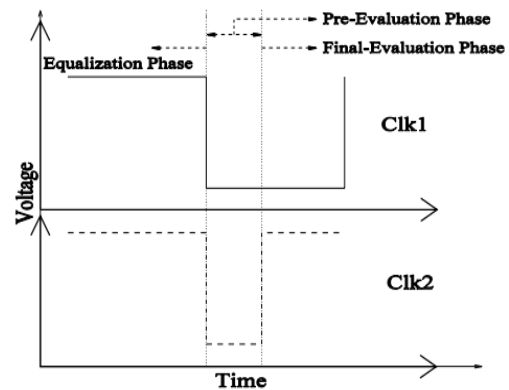 Pre-Evaluation Phase
Final-Evaluation Phase
Equalization Phase
Clk1
Voltage
Clk2
Time